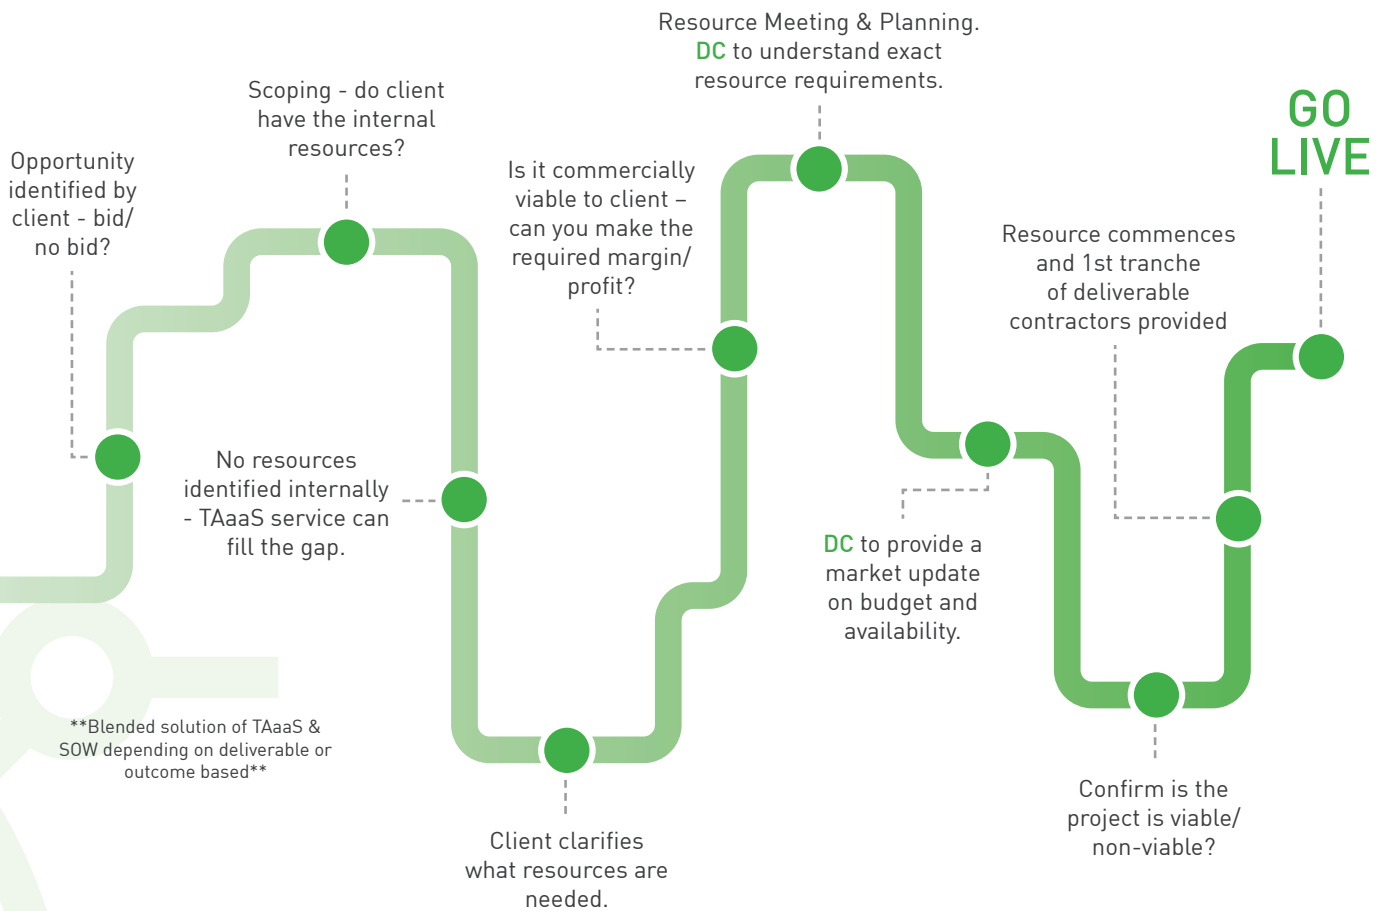 Opportunity
identified by
client - bid/
no bid?
Scoping - do client
have the internal
resources?
No resources
identified internally
- TAaaS service can
fill the gap.
Client clarifies
what resources are
needed.
Is it commercially
viable to client –
can you make the
required margin/
profit?
Resource Meeting & Planning.
DC to understand exact
resource requirements.
DC to provide a
market update
on budget and
availability.
Confirm is the
project is viable/
non-viable?
Resource commences
and 1st tranche
of deliverable
contractors provided
GO
LIVE
**Blended solution of TAaaS &
SOW depending on deliverable or
outcome based**